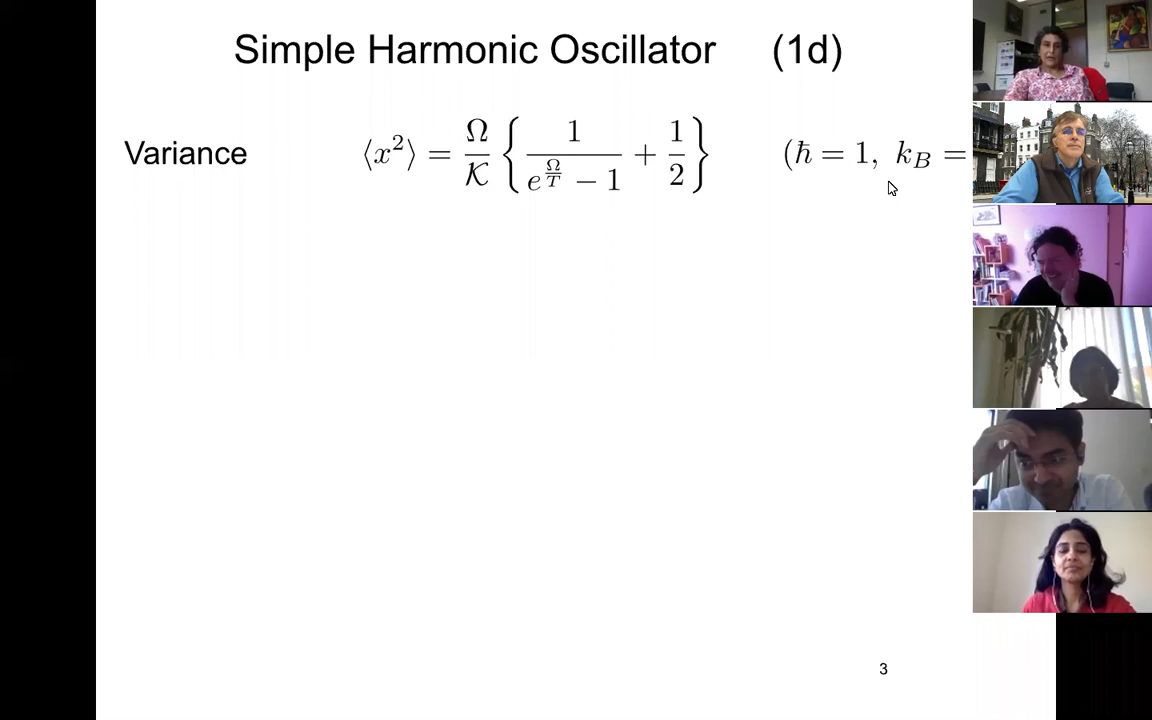 Simple Harmonic Oscillator (1d)
Variance ⟨x²⟩ = Ω/𝒦 { 1/(e^{Ω/T} − 1) + 1/2 } (ℏ = 1, k_B =
3